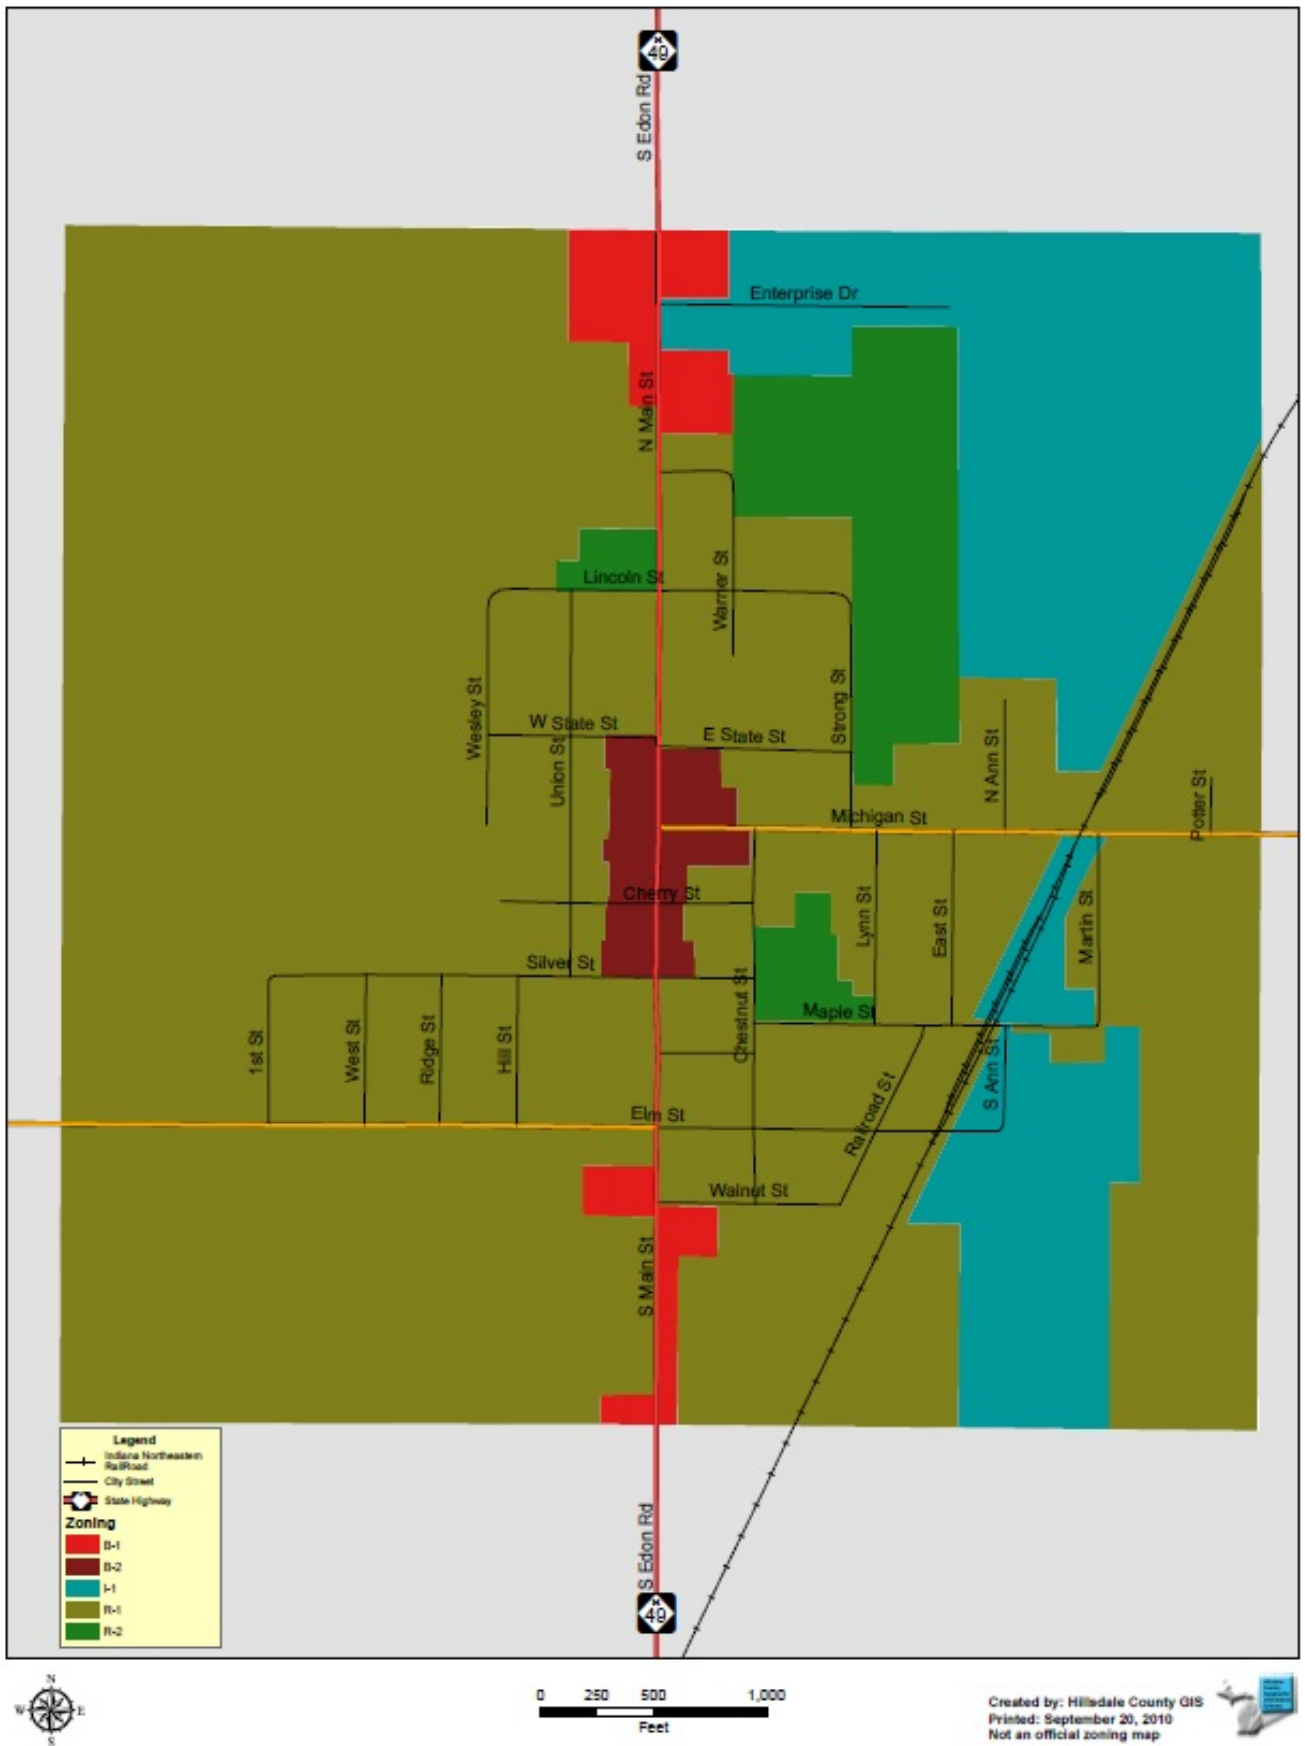 M
49
S Edon Rd
Enterprise Dr
N Main St
Lincoln St
Warner St
Wesley St
W State St
E State St
Strong St
Union St
N Ann St
Michigan St
Potter St
Cherry St
Lynn St
East St
Martin St
Silver St
Chestnut St
Maple St
1st St
West St
Ridge St
Hill St
S Ann St
Railroad St
Elm St
Walnut St
S Main St
S Edon Rd
M
49
Legend
Indiana Northeastern
RailRoad
City Street
State Highway
Zoning
B-1
B-2
I-1
R-1
R-2
N
W E
S
0 250 500 1,000
Feet
Created by: Hillsdale County GIS
Printed: September 20, 2010
Not an official zoning map